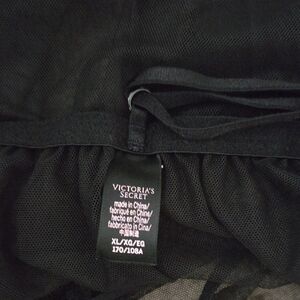 VICTORIA'S
SECRET
made in China/
fabriqué en Chine/
hecho en China/
fabbricato in Cina/
中国制造
XL/XG/EG
170/108A